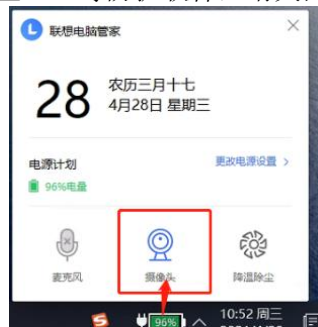 联想电脑管家
28
农历三月十七
4月28日 星期三
电源计划
更改电源设置 >
96%电量
麦克风
摄像头
降温除尘
96%
10:52 周三